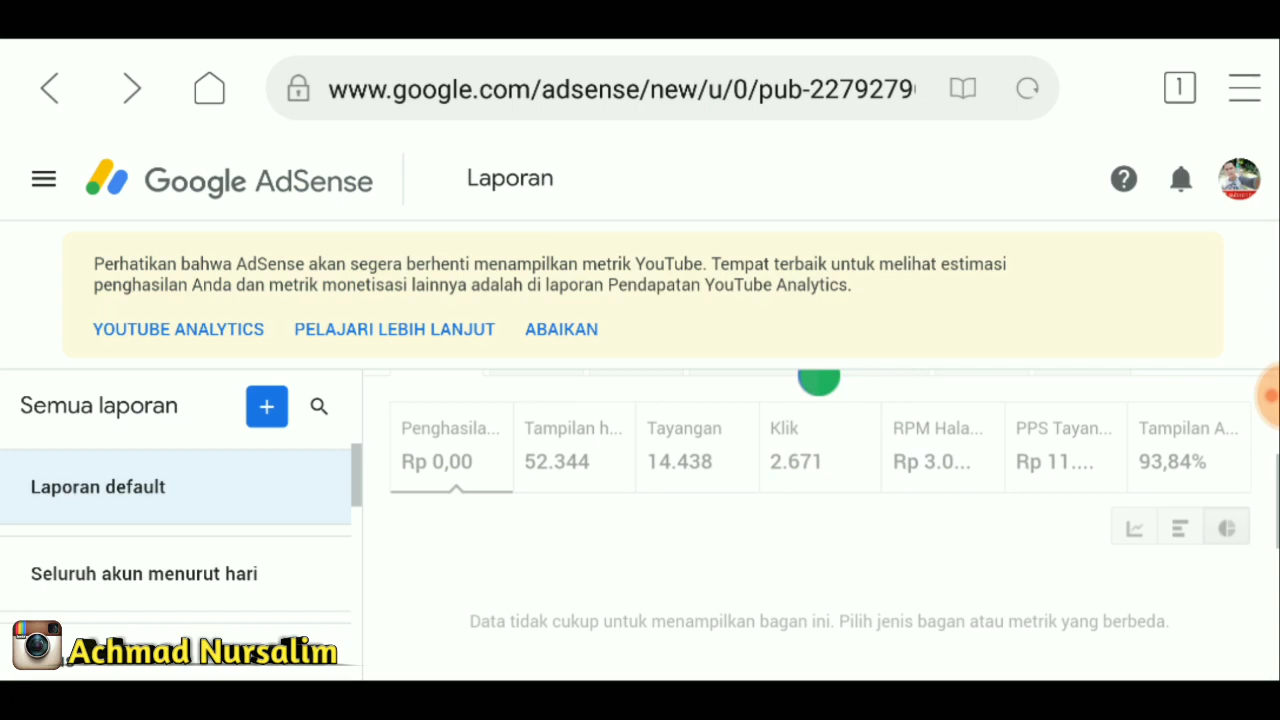 1
www.google.com/adsense/new/u/0/pub-2279279
Google AdSense
Laporan
Perhatikan bahwa AdSense akan segera berhenti menampilkan metrik YouTube. Tempat terbaik untuk melihat estimasi
penghasilan Anda dan metrik monetisasi lainnya adalah di laporan Pendapatan YouTube Analytics.
YOUTUBE ANALYTICS PELAJARI LEBIH LANJUT ABAIKAN
Semua laporan
Laporan default
Seluruh akun menurut hari
Penghasila... Tampilan h... Tayangan Klik RPM Hala... PPS Tayan... Tampilan A...
Rp 0,00 52.344 14.438 2.671 Rp 3.0... Rp 11.... 93,84%
Data tidak cukup untuk menampilkan bagan ini. Pilih jenis bagan atau metrik yang berbeda.
Achmad Nursalim